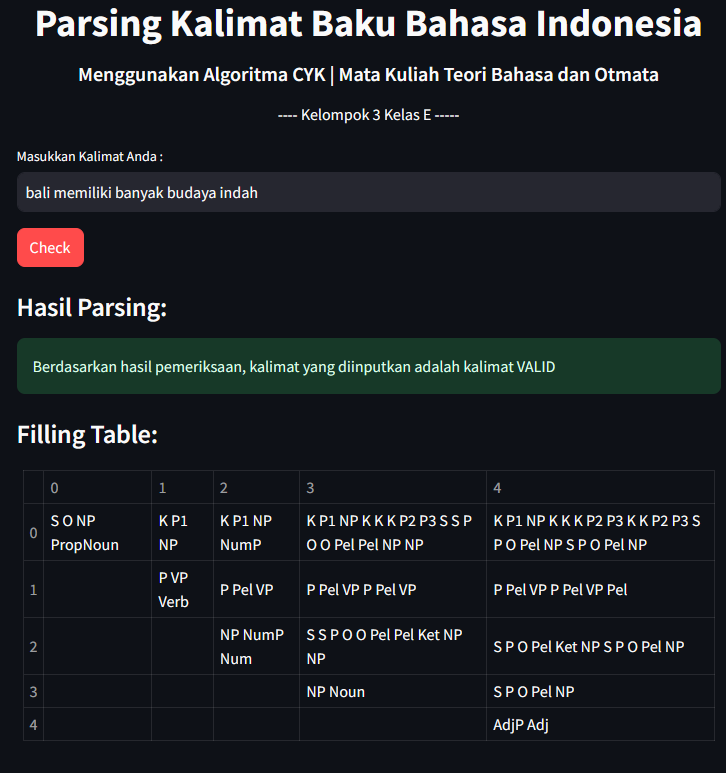 Parsing Kalimat Baku Bahasa Indonesia
Menggunakan Algoritma CYK | Mata Kuliah Teori Bahasa dan Otmata
---- Kelompok 3 Kelas E -----
Masukkan Kalimat Anda :
bali memiliki banyak budaya indah
Check
Hasil Parsing:
Berdasarkan hasil pemeriksaan, kalimat yang diinputkan adalah kalimat VALID
Filling Table:
0 1 2 3 4
0 S O NP PropNoun K P1 NP K P1 NP NumP K P1 NP K K K P2 P3 S S P O O Pel Pel NP NP K P1 NP K K K P2 P3 K K P2 P3 S P O Pel NP S P O Pel NP
1 P VP Verb P Pel VP P Pel VP P Pel VP P Pel VP P Pel VP Pel
2 NP NumP Num S S P O O Pel Pel Ket NP NP S P O Pel Ket NP S P O Pel NP
3 NP Noun S P O Pel NP
4 AdjP Adj